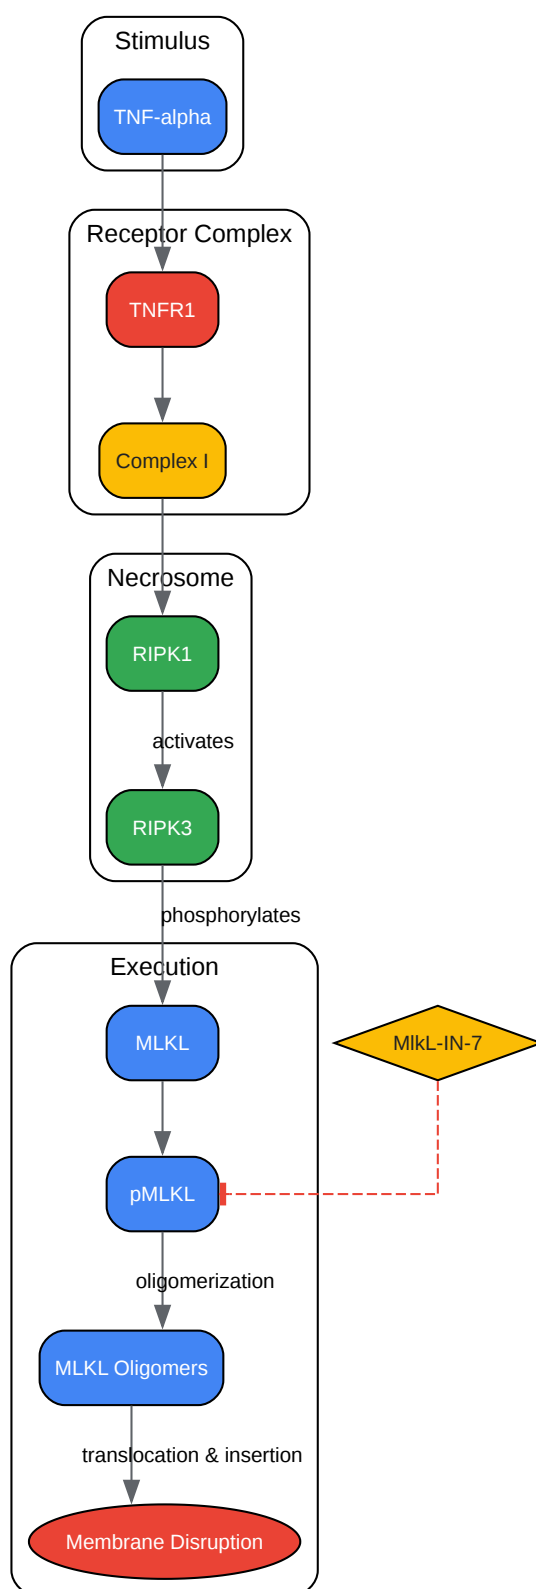 Stimulus
TNF-alpha
Receptor Complex
TNFR1
Complex I
Necrosome
RIPK1
activates
RIPK3
phosphorylates
Execution
MLKL
MlkL-IN-7
pMLKL
oligomerization
MLKL Oligomers
translocation & insertion
Membrane Disruption